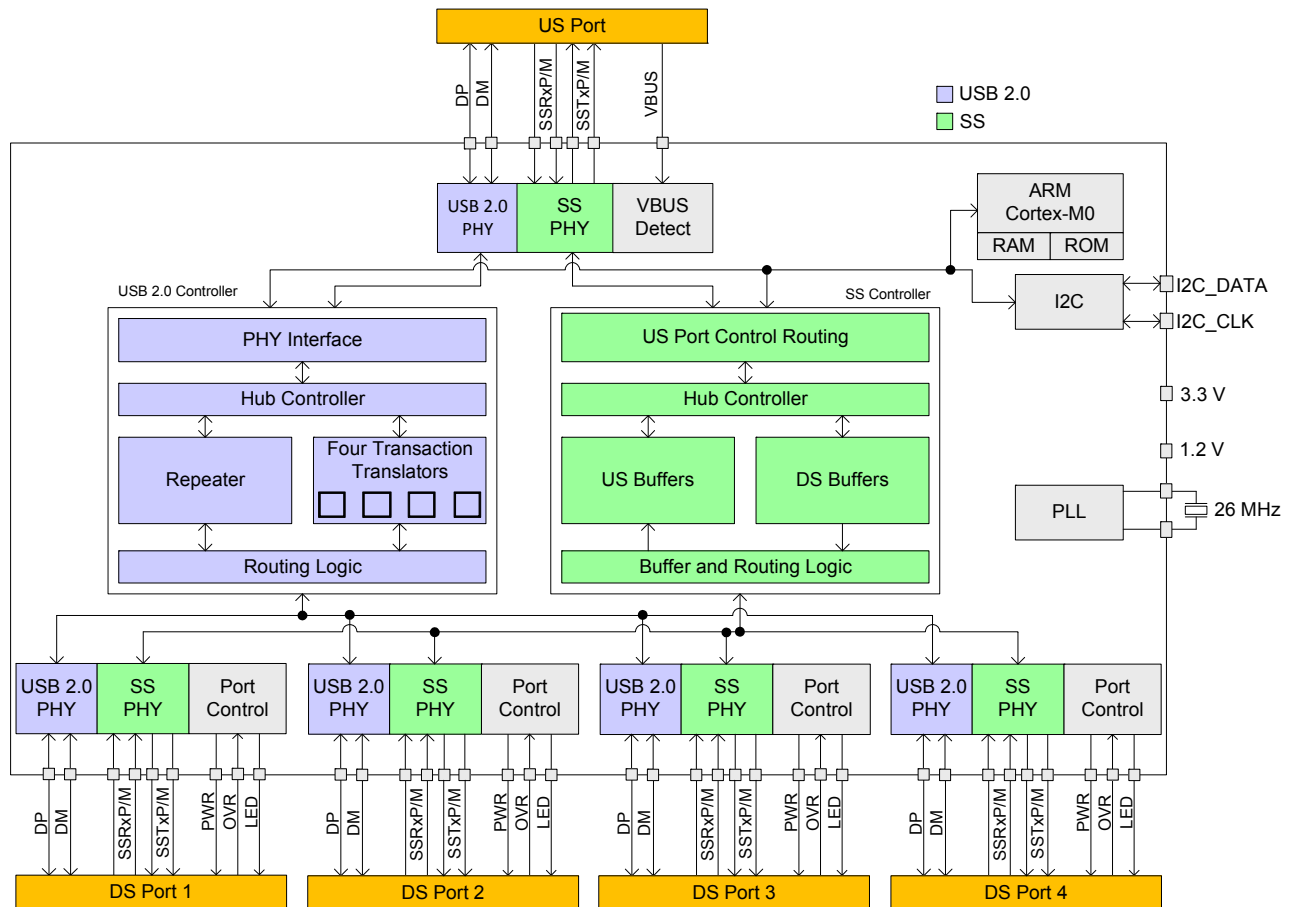 US Port
DP
DM
SSRxP/M
SSTxP/M
VBUS
USB 2.0
SS
USB 2.0
PHY
SS
PHY
VBUS
Detect
ARM
Cortex-M0
RAM
ROM
USB 2.0 Controller
SS Controller
I2C
I2C_DATA
I2C_CLK
PHY Interface
Hub Controller
Repeater
Four Transaction
Translators
Routing Logic
US Port Control Routing
Hub Controller
US Buffers
DS Buffers
Buffer and Routing Logic
3.3 V
1.2 V
PLL
26 MHz
USB 2.0
PHY
SS
PHY
Port
Control
USB 2.0
PHY
SS
PHY
Port
Control
USB 2.0
PHY
SS
PHY
Port
Control
USB 2.0
PHY
SS
PHY
Port
Control
DP
DM
SSRxP/M
SSTxP/M
PWR
OVR
LED
DP
DM
SSRxP/M
SSTxP/M
PWR
OVR
LED
DP
DM
SSRxP/M
SSTxP/M
PWR
OVR
LED
DP
DM
SSRxP/M
SSTxP/M
PWR
OVR
LED
DS Port 1
DS Port 2
DS Port 3
DS Port 4